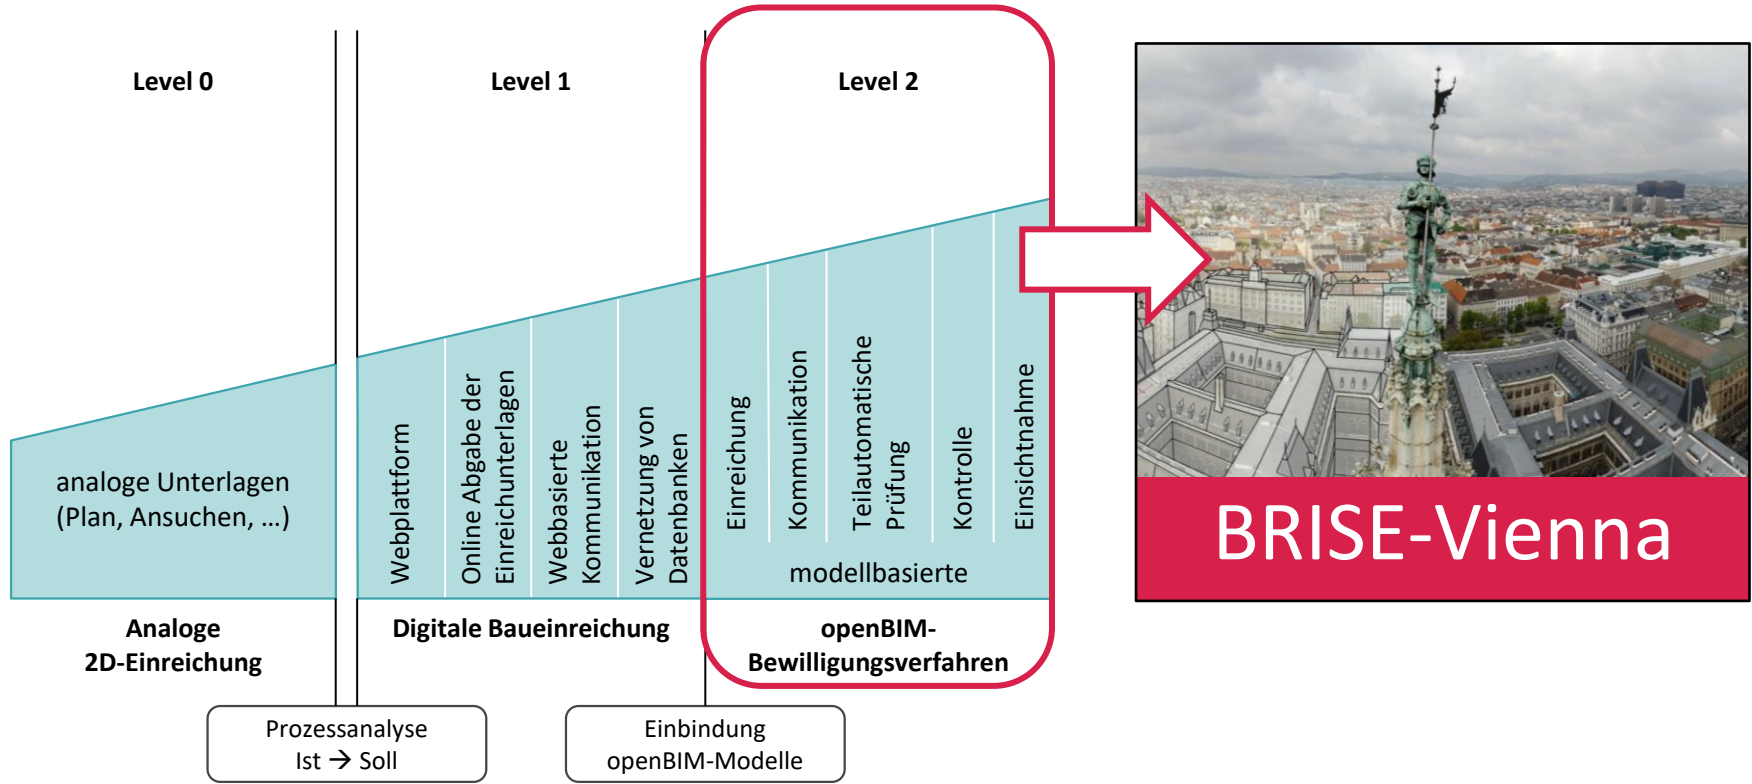 Level 0
Level 1
Level 2
analoge Unterlagen
(Plan, Ansuchen, …)
Webplattform
Online Abgabe der
Einreichunterlagen
Webbasierte
Kommunikation
Vernetzung von
Datenbanken
Einreichung
Kommunikation
Teilautomatische
Prüfung
Kontrolle
Einsichtnahme
modellbasierte
Analoge
2D-Einreichung
Digitale Baueinreichung
openBIM-
Bewilligungsverfahren
Prozessanalyse
Ist → Soll
Einbindung
openBIM-Modelle
BRISE-Vienna